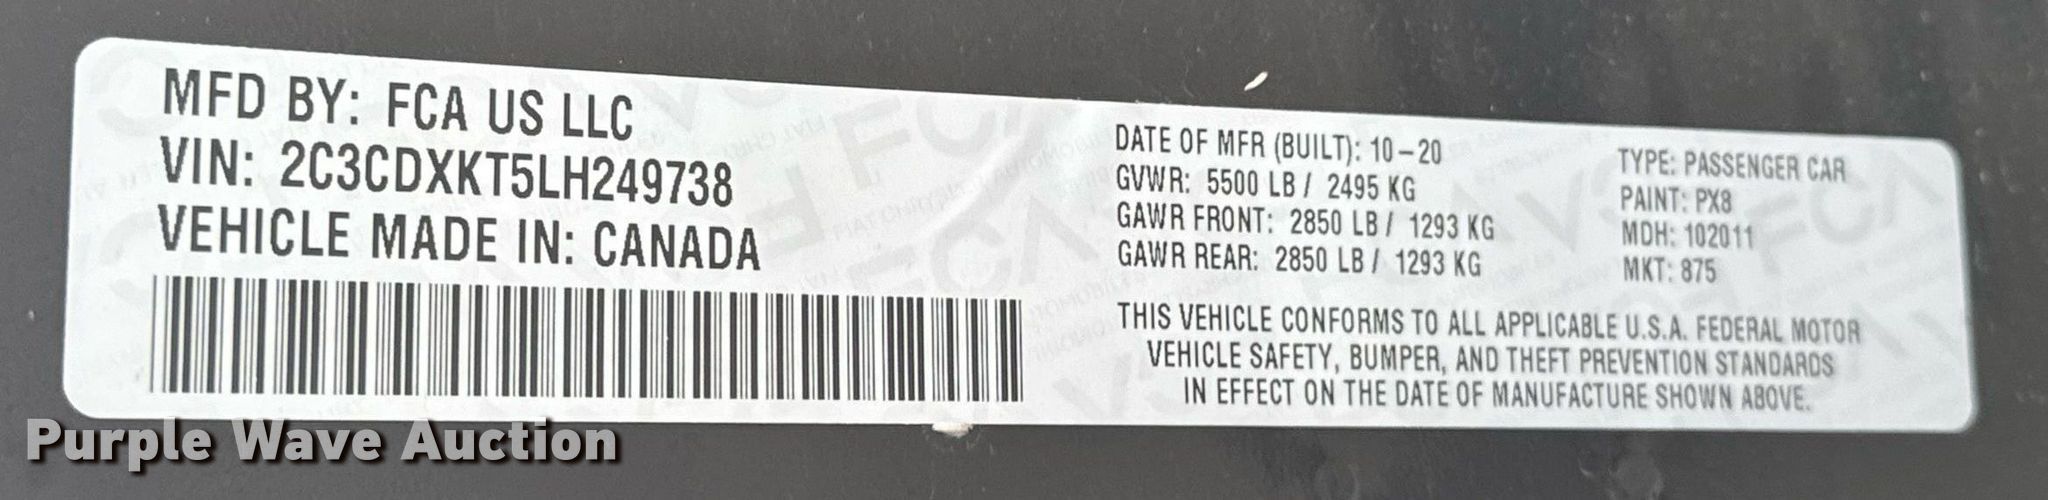 MFD BY: FCA US LLC
VIN: 2C3CDXKT5LH249738
VEHICLE MADE IN: CANADA
DATE OF MFR (BUILT): 10-20
GVWR: 5500 LB / 2495 KG
GAWR FRONT: 2850 LB / 1293 KG
GAWR REAR: 2850 LB / 1293 KG
TYPE: PASSENGER CAR
PAINT: PX8
MDH: 102011
MKT: 875
THIS VEHICLE CONFORMS TO ALL APPLICABLE U.S.A. FEDERAL MOTOR
VEHICLE SAFETY, BUMPER, AND THEFT PREVENTION STANDARDS
IN EFFECT ON THE DATE OF MANUFACTURE SHOWN ABOVE.
Purple Wave Auction